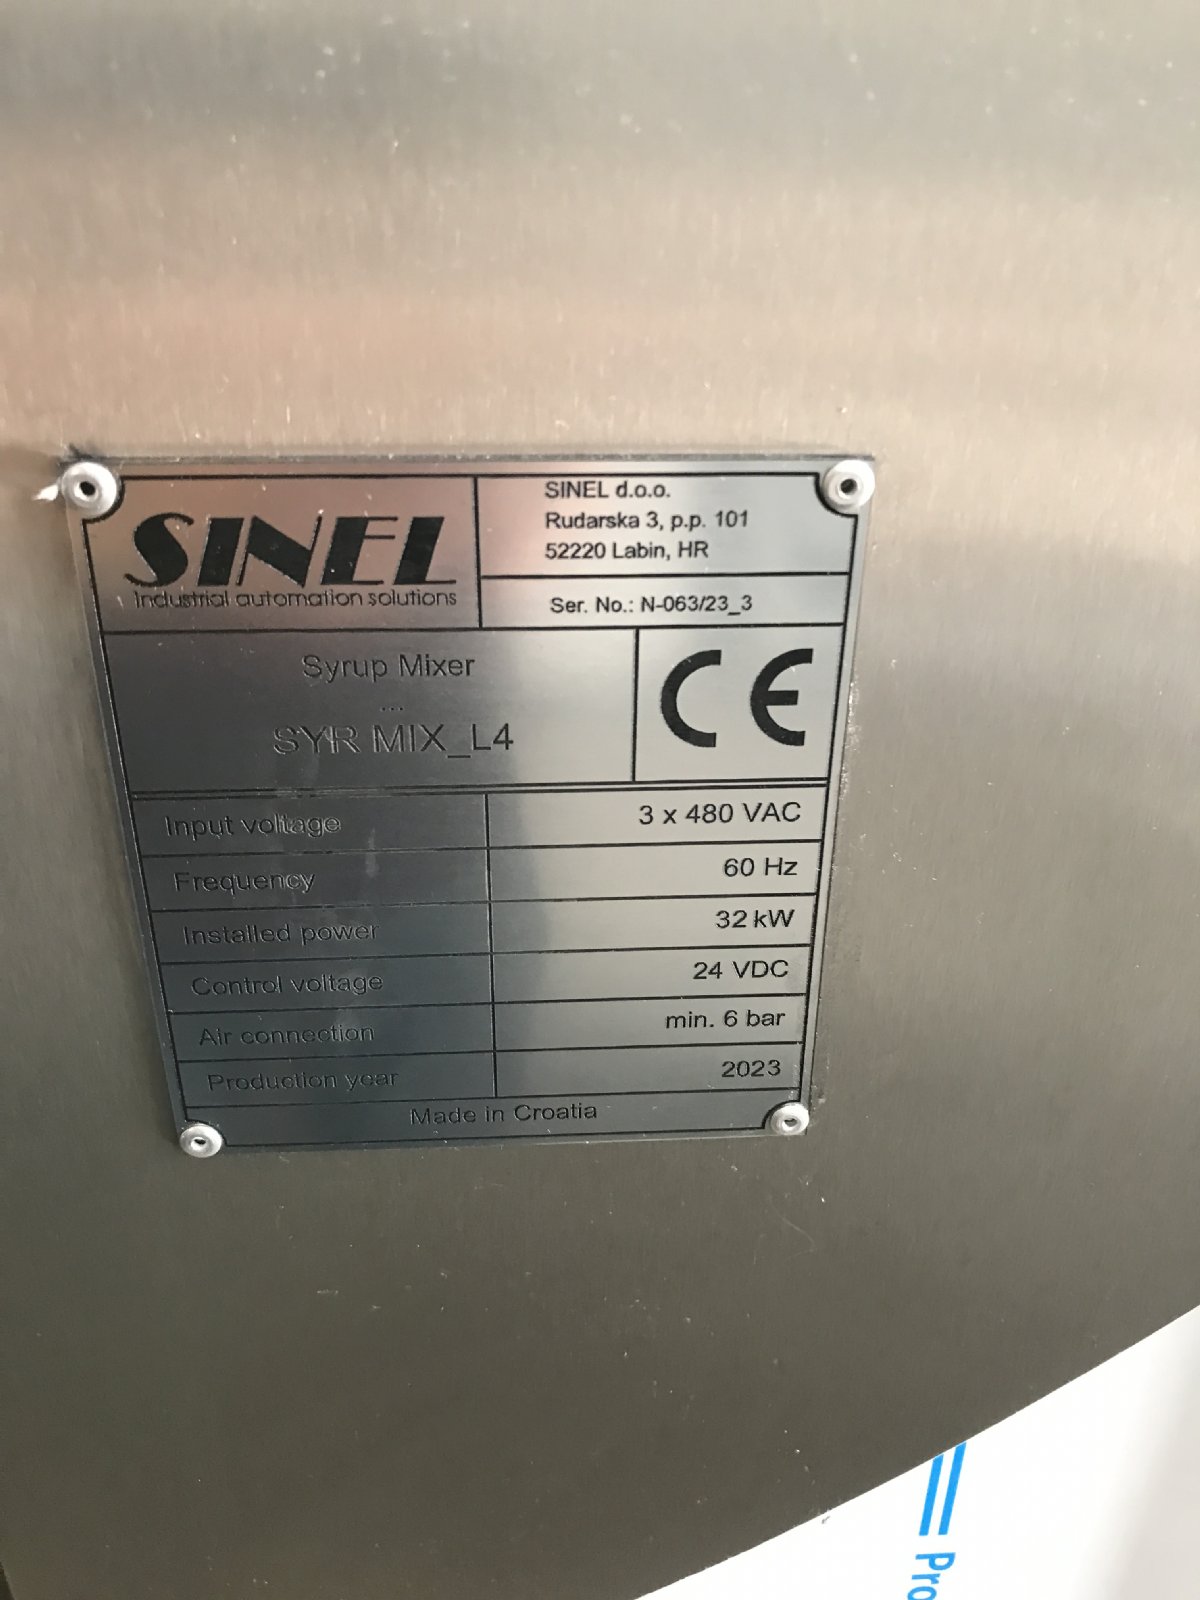 SINEL
Industrial automation solutions
SINEL d.o.o.
Rudarska 3, p.p. 101
52220 Labin, HR
Ser. No.: N-063/23_3
Syrup Mixer
...
SYR MIX_L4
CE
Input voltage 3 x 480 VAC
Frequency 60 Hz
Installed power 32 kW
Control voltage 24 VDC
Air connection min. 6 bar
Production year 2023
Made in Croatia
Pro